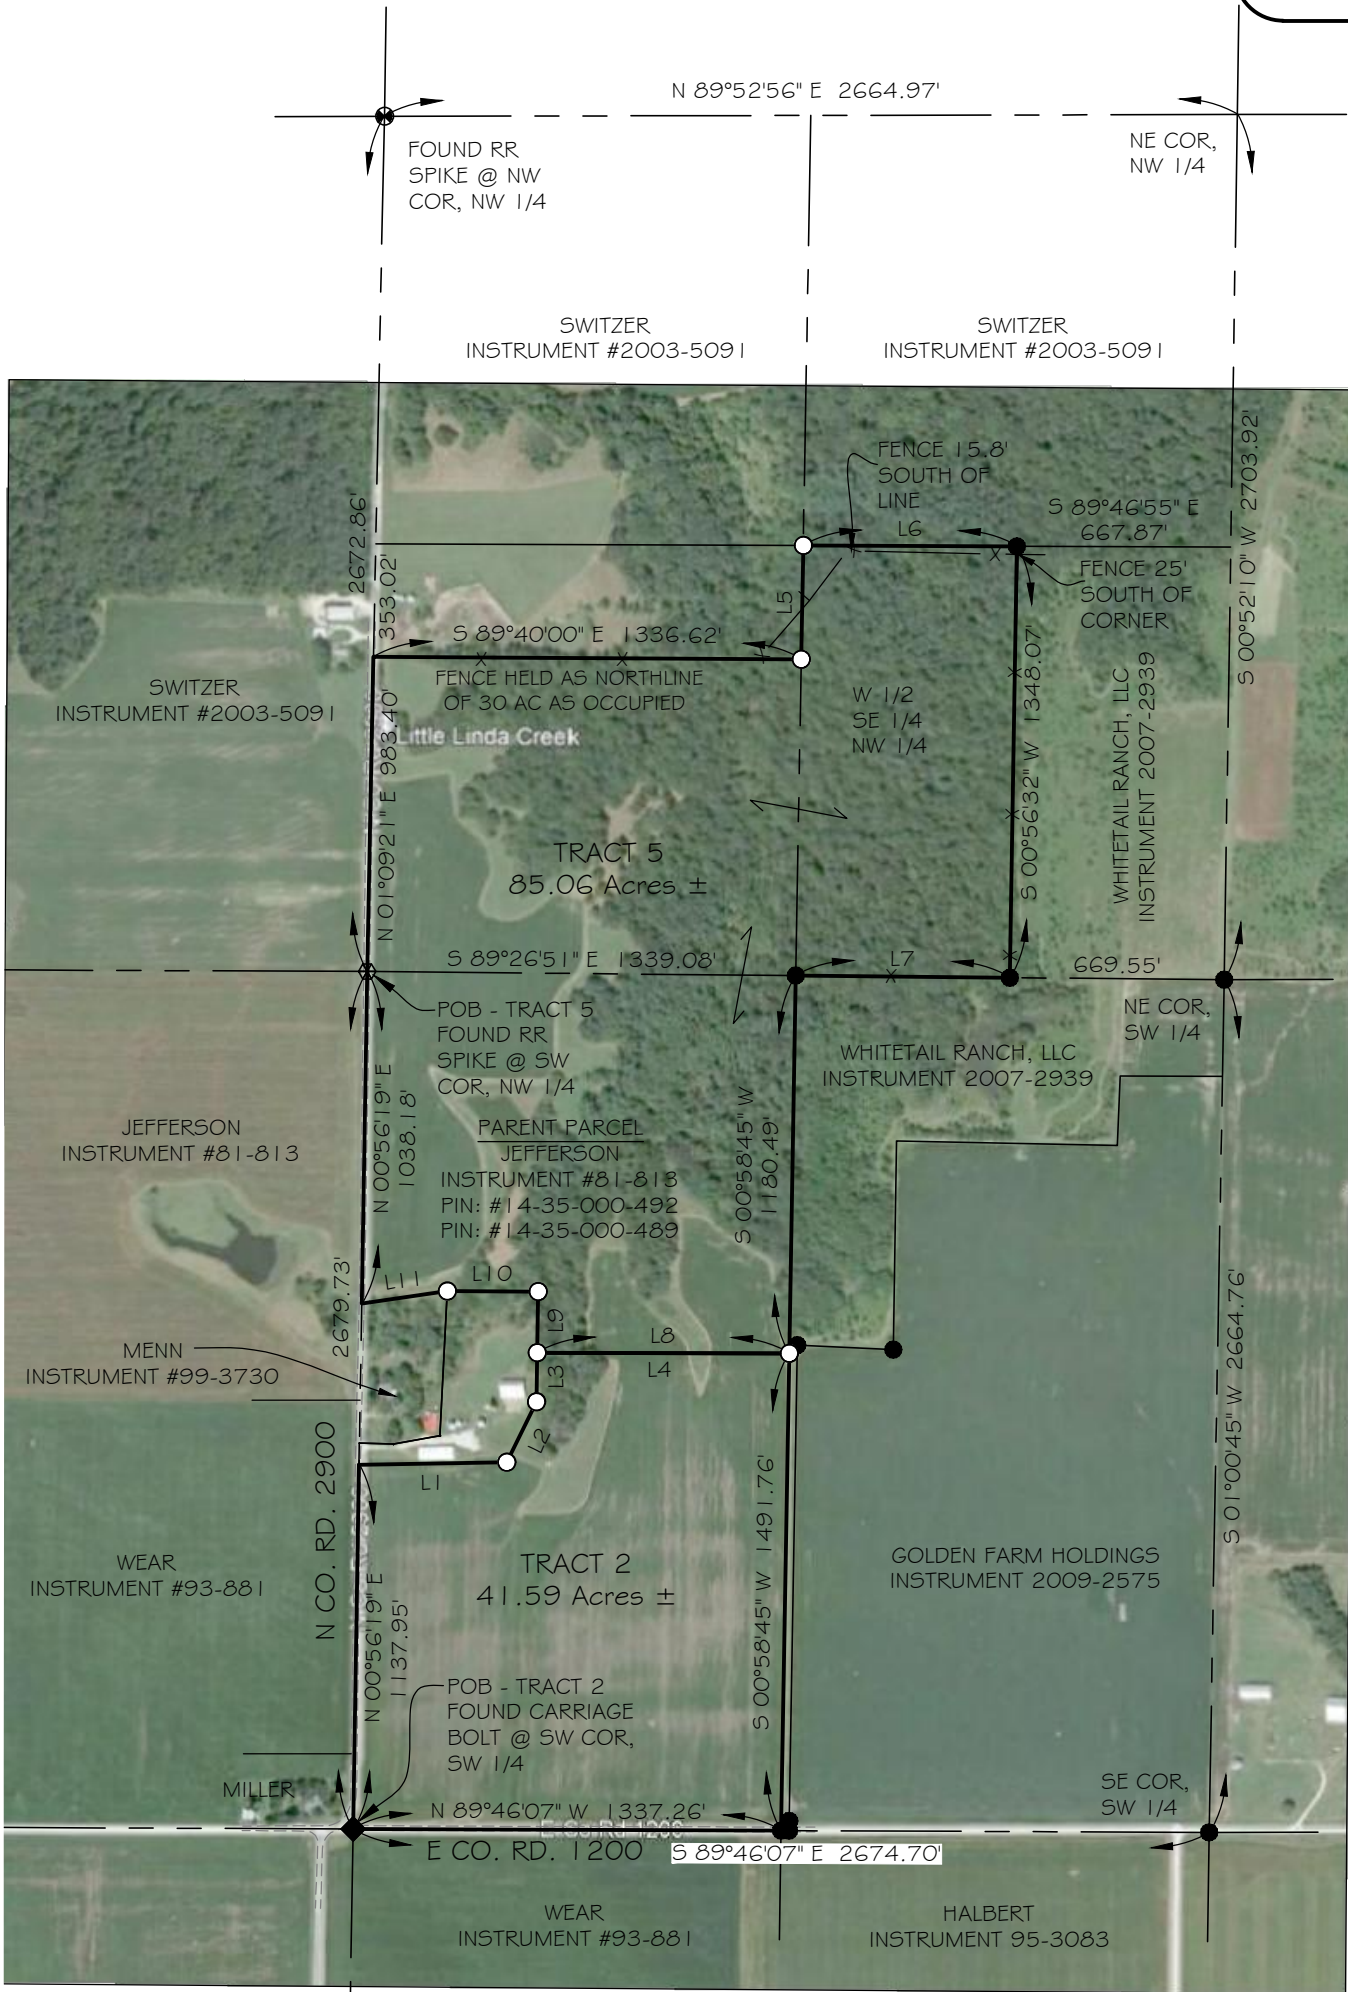 N 89°52'56" E 2664.97'
FOUND RR
SPIKE @ NW
COR, NW 1/4
NE COR,
NW 1/4
SWITZER
INSTRUMENT #2003-5091
SWITZER
INSTRUMENT #2003-5091
2672.86'
353.02'
FENCE 15.8'
SOUTH OF
LINE
L6
S 89°46'55" E
667.87'
S 00°52'10" W 2703.92'
FENCE 25'
SOUTH OF
CORNER
L5
S 89°40'00" E 1336.62'
FENCE HELD AS NORTHLINE
OF 30 AC AS OCCUPIED
SWITZER
INSTRUMENT #2003-5091
Little Linda Creek
W 1/2
SE 1/4
NW 1/4
N 01°09'21" E 983.40'
S 00°56'32" W 1348.07'
WHITETAIL RANCH, LLC
INSTRUMENT 2007-2939
TRACT 5
85.06 Acres ±
S 89°26'51" E 1339.08'
L7
669.55'
POB - TRACT 5
FOUND RR
SPIKE @ SW
COR, NW 1/4
NE COR,
SW 1/4
WHITETAIL RANCH, LLC
INSTRUMENT 2007-2939
N 00°56'19" E
1038.18'
JEFFERSON
INSTRUMENT #81-813
PARENT PARCEL
JEFFERSON
INSTRUMENT #81-813
PIN: #14-35-000-492
PIN: #14-35-000-489
S 00°58'45" W
1180.49'
2679.73'
L11
L10
L9
L8
L4
L3
L2
L1
MENN
INSTRUMENT #99-3730
N CO. RD. 2900
S 01°00'45" W 2664.76'
WEAR
INSTRUMENT #93-881
TRACT 2
41.59 Acres ±
S 00°58'45" W 1491.76'
GOLDEN FARM HOLDINGS
INSTRUMENT 2009-2575
N 00°56'19" E
1137.95'
POB - TRACT 2
FOUND CARRIAGE
BOLT @ SW COR,
SW 1/4
MILLER
SE COR,
SW 1/4
N 89°46'07" W 1337.26'
E Co Rd 1200
E CO. RD. 1200
S 89°46'07" E 2674.70'
WEAR
INSTRUMENT #93-881
HALBERT
INSTRUMENT 95-3083